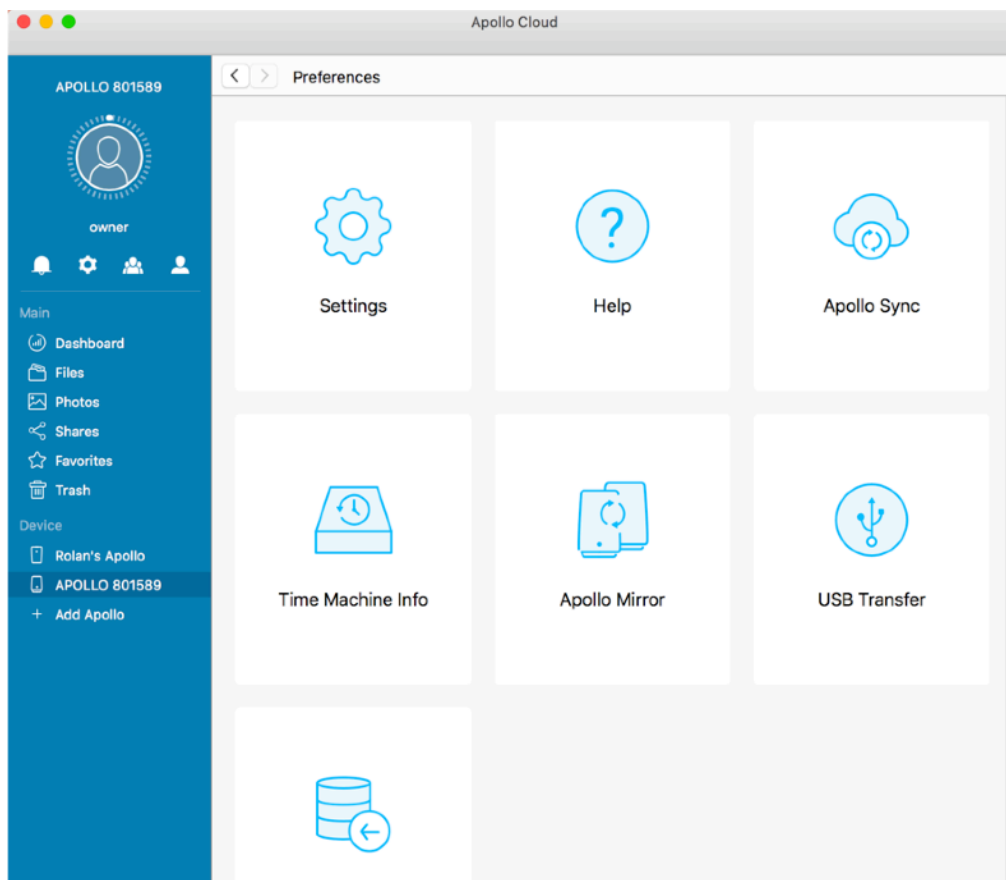 Apollo Cloud
APOLLO 801589
owner
Main
Dashboard
Files
Photos
Shares
Favorites
Trash
Device
Rolan's Apollo
APOLLO 801589
+ Add Apollo
Preferences
Settings
Help
Apollo Sync
Time Machine Info
Apollo Mirror
USB Transfer